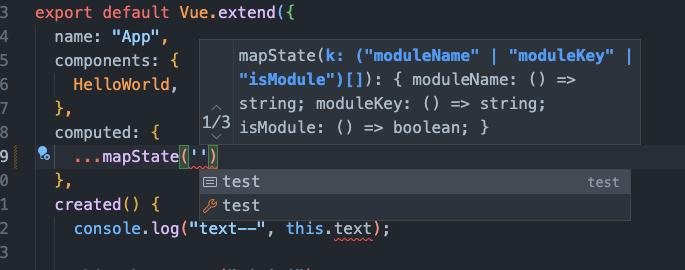 3 export default Vue.extend({
4 name: "App",
5 components: {
6 HelloWorld,
7 },
8 computed: {
9 ...mapState('')
0 },
1 created() {
2 console.log("text--", this.text);
3
mapState(k: ("moduleName" | "moduleKey" |
"isModule")[]): { moduleName: () =>
string; moduleKey: () => string;
isModule: () => boolean; }
1/3
test test
test